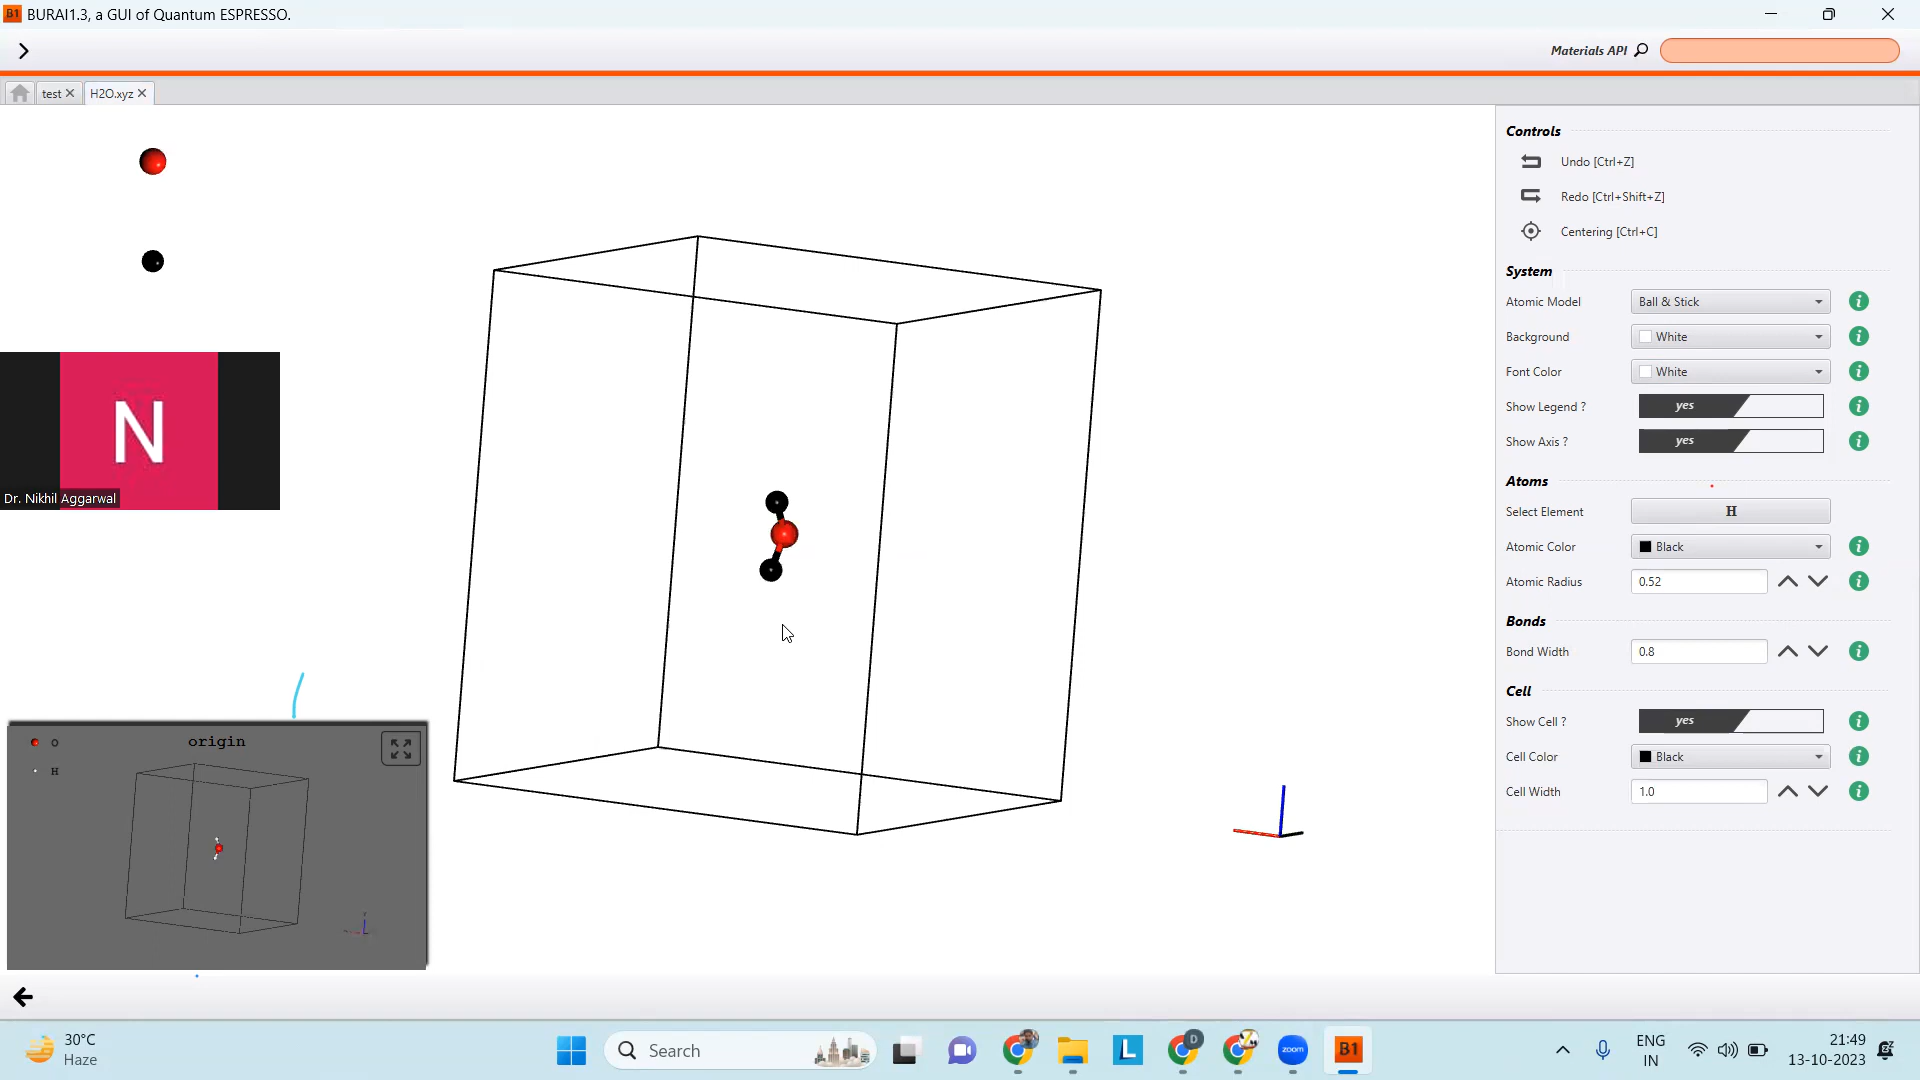 B1 BURAI1.3, a GUI of Quantum ESPRESSO.
Materials API
test
H2O.xyz
Controls
Undo [Ctrl+Z]
Redo [Ctrl+Shift+Z]
Centering [Ctrl+C]
System
Atomic Model Ball & Stick
Background White
Font Color White
Show Legend ? yes
Show Axis ? yes
Atoms
Select Element H
Atomic Color Black
Atomic Radius 0.52
Bonds
Bond Width 0.8
Cell
Show Cell ? yes
Cell Color Black
Cell Width 1.0
N
Dr. Nikhil Aggarwal
origin
O
H
30°C
Haze
Search
L
D
zoom
B1
ENG
IN
21:49
13-10-2023